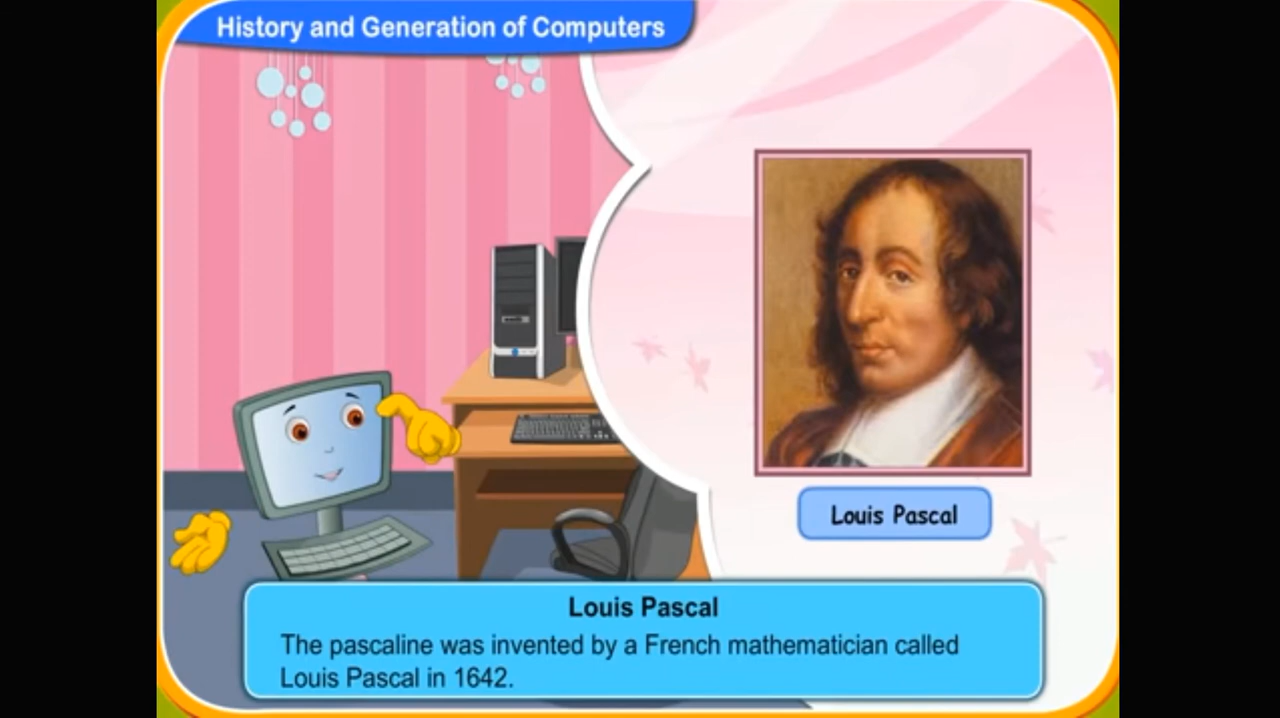 History and Generation of Computers
Louis Pascal
Louis Pascal
The pascaline was invented by a French mathematician called
Louis Pascal in 1642.